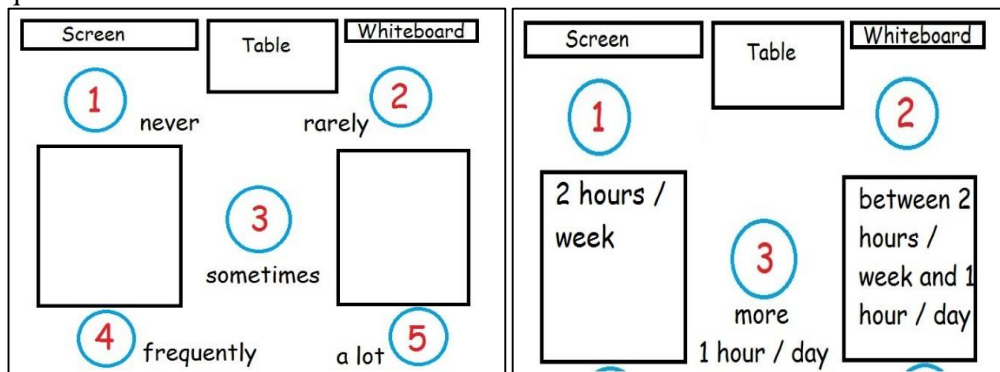 Screen
Table
Whiteboard
1
2
never
rarely
3
sometimes
4
frequently
a lot
5
Screen
Table
Whiteboard
1
2
2 hours /
week
3
more
1 hour / day
between 2
hours /
week and 1
hour / day